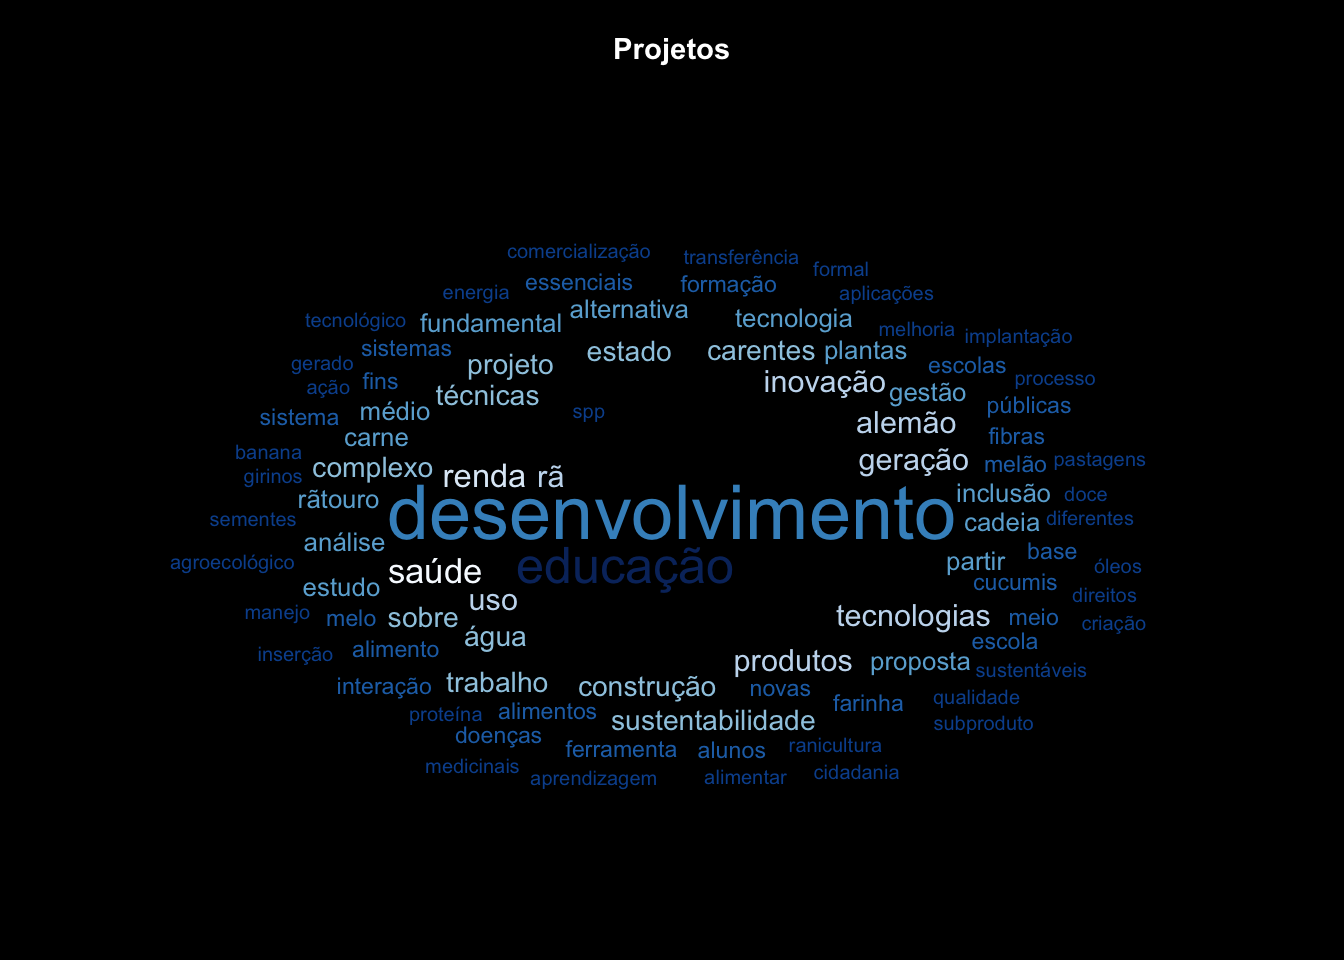 Projetos
comercialização
transferência
formal
energia
essenciais
formação
aplicações
tecnológico
fundamental
alternativa
tecnologia
melhoria
implantação
gerado
sistemas
projeto
estado
carentes
plantas
escolas
ação
fins
técnicas
inovação
gestão
processo
sistema
médio
spp
alemão
públicas
banana
carne
geração
fibras
girinos
complexo
renda
rã
melão
pastagens
sementes
rãtouro
desenvolvimento
inclusão
doce
análise
cadeia
diferentes
agroecológico
saúde
educação
partir
base
óleos
estudo
uso
cucumis
direitos
manejo
melo
sobre
água
tecnologias
meio
criação
inserção
alimento
produtos
proposta
escola
sustentáveis
interação
trabalho
construção
novas
farinha
qualidade
proteína
alimentos
sustentabilidade
subproduto
doenças
ferramenta
alunos
ranicultura
medicinais
aprendizagem
alimentar
cidadania